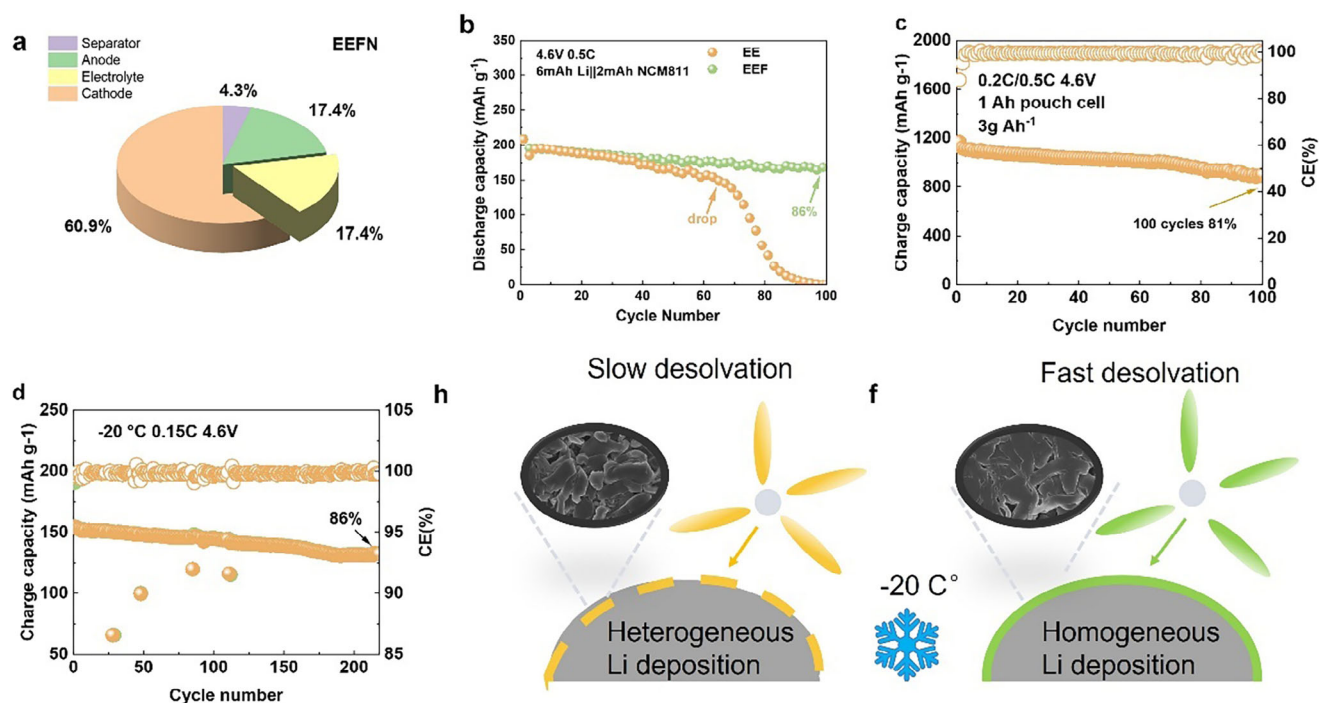 a
EEFN
Separator
Anode
Electrolyte
Cathode
4.3%
17.4%
17.4%
60.9%
b
4.6V 0.5C
6mAh Li||2mAh NCM811
EE
EEF
drop
86%
350
300
250
200
150
100
50
0
Discharge capacity (mAh g-1)
0 20 40 60 80 100
Cycle Number
c
0.2C/0.5C 4.6V
1 Ah pouch cell
3g Ah-1
100 cycles 81%
2000
1600
1200
800
400
0
Charge capacity (mAh g-1)
100
80
60
40
20
0
CE(%)
0 20 40 60 80 100
Cycle number
d
-20 °C 0.15C 4.6V
86%
250
200
150
100
50
Charge capacity (mAh g-1)
105
100
95
90
85
CE(%)
0 50 100 150 200
Cycle number
h
Slow desolvation
Heterogeneous
Li deposition
f
Fast desolvation
-20 C°
Homogeneous
Li deposition